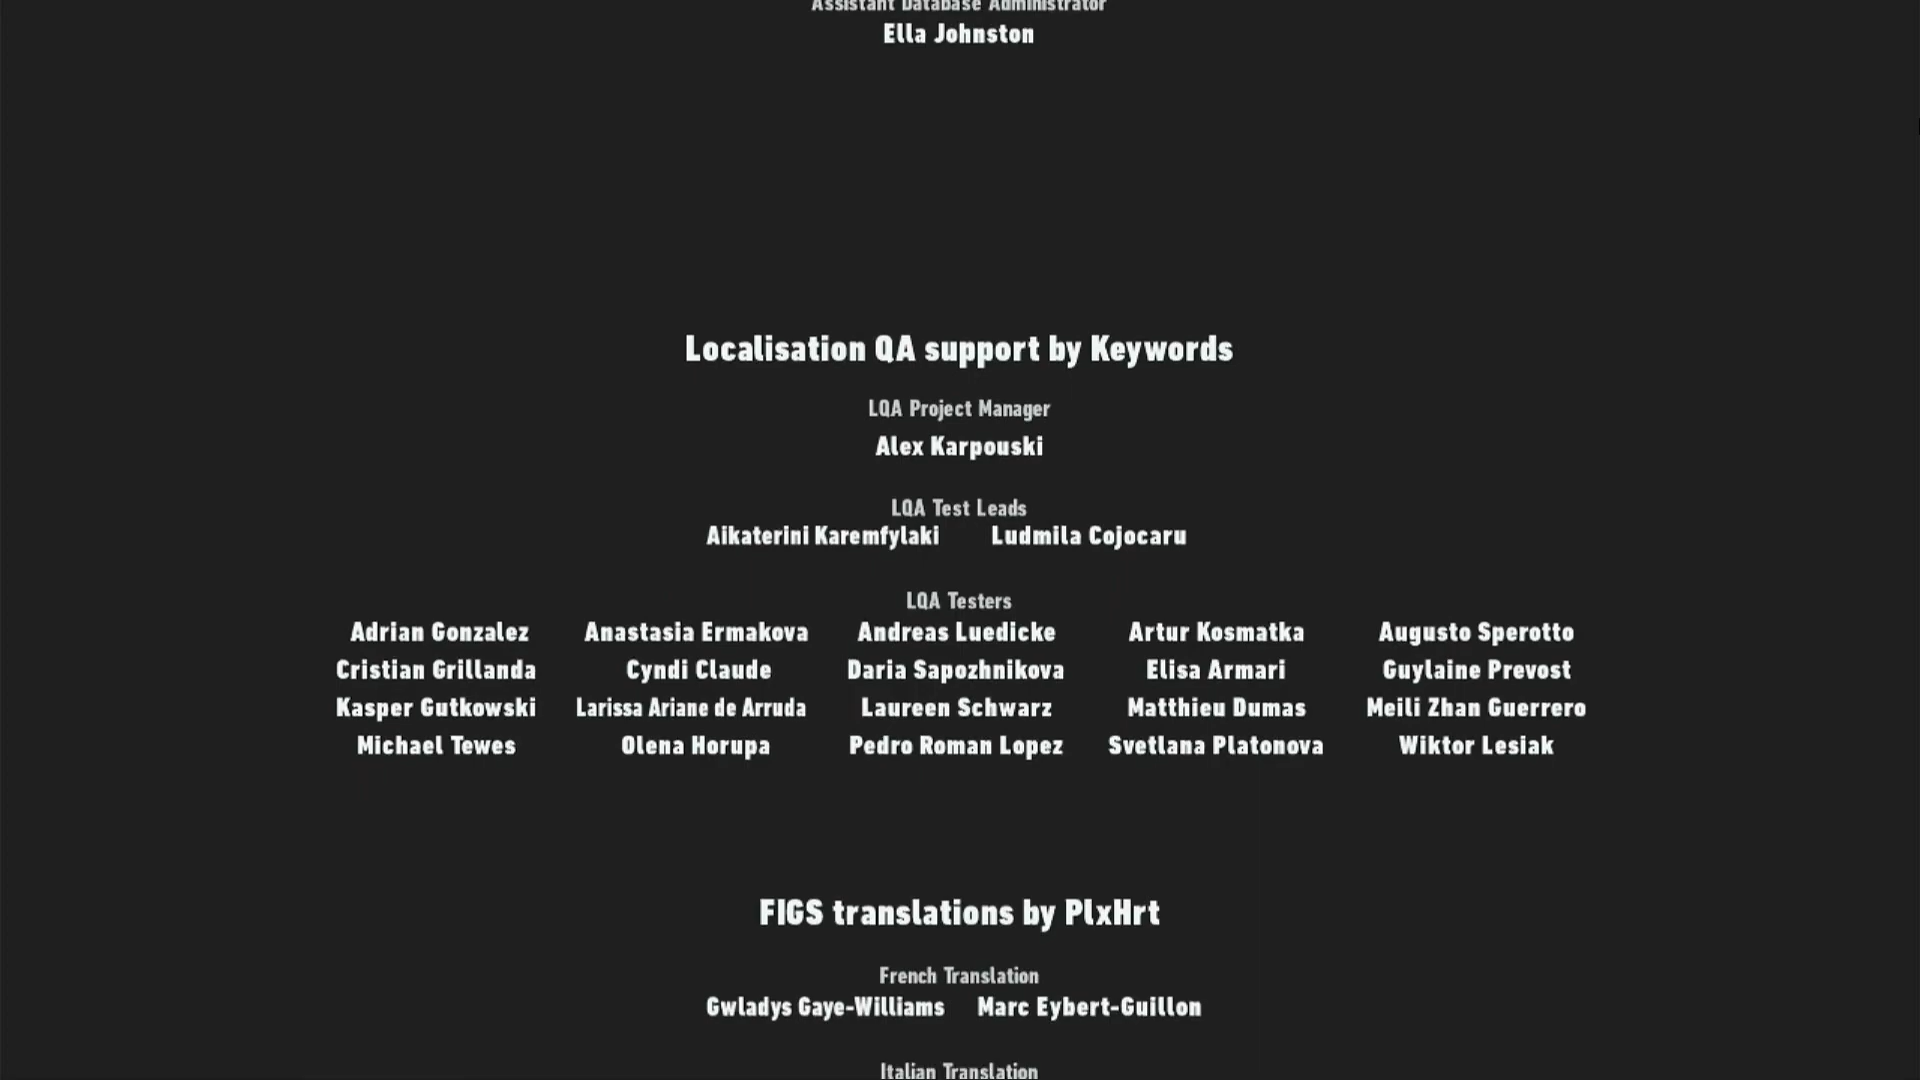 Assistant Database Administrator
Ella Johnston
Localisation QA support by Keywords
LQA Project Manager
Alex Karpouski
LQA Test Leads
Aikaterini Karemfylaki Ludmila Cojocaru
LQA Testers
Adrian Gonzalez Anastasia Ermakova Andreas Luedicke Artur Kosmatka Augusto Sperotto
Cristian Grillanda Cyndi Claude Daria Sapozhnikova Elisa Armari Guylaine Prevost
Kasper Gutkowski Larissa Ariane de Arruda Laureen Schwarz Matthieu Dumas Meili Zhan Guerrero
Michael Tewes Olena Horupa Pedro Roman Lopez Svetlana Platonova Wiktor Lesiak
FIGS translations by PlxHrt
French Translation
Gwladys Gaye-Williams Marc Eybert-Guillon
Italian Translation